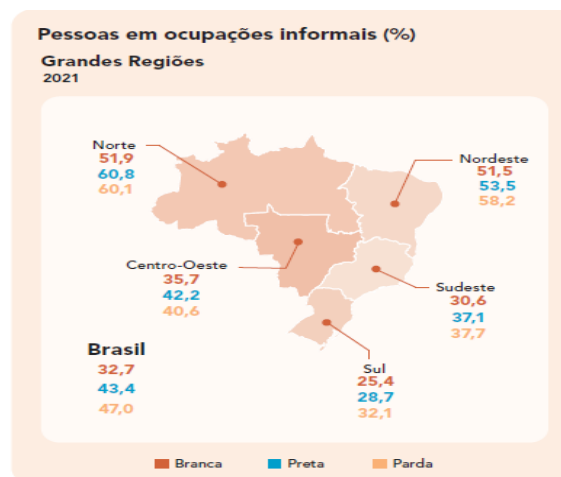 Pessoas em ocupações informais (%)
Grandes Regiões
2021
Norte
51,9
60,8
60,1
Nordeste
51,5
53,5
58,2
Centro-Oeste
35,7
42,2
40,6
Sudeste
30,6
37,1
37,7
Brasil
32,7
43,4
47,0
Sul
25,4
28,7
32,1
Branca Preta Parda